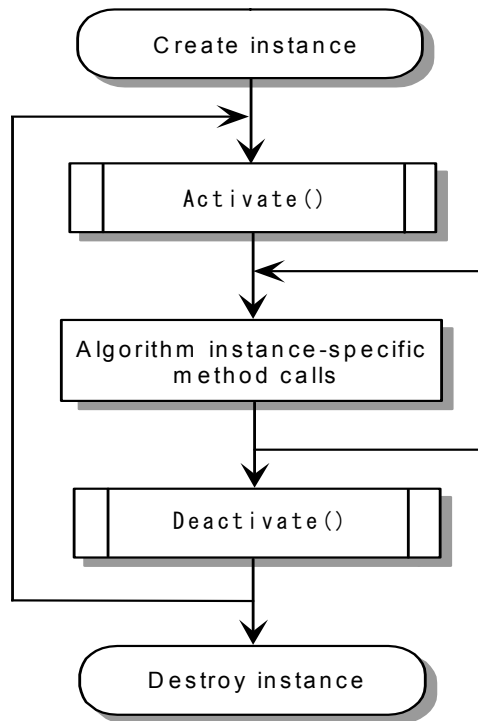 Create instance
Activate()
Algorithm instance-specific
method calls
Deactivate()
Destroy instance